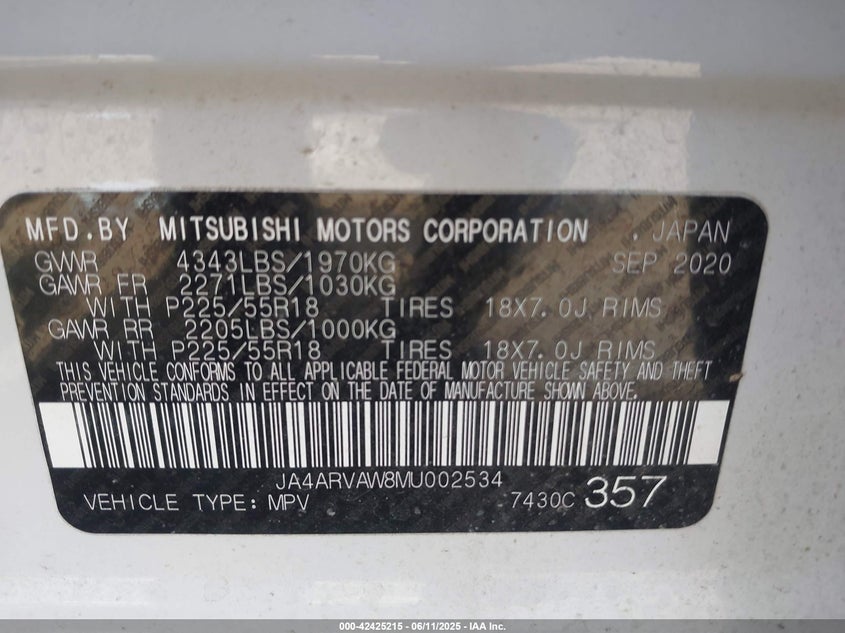 MFD.BY MITSUBISHI MOTORS CORPORATION . JAPAN
GVWR 4343LBS/1970KG SEP 2020
GAWR FR 2271LBS/1030KG
WITH P225/55R18 TIRES 18X7.0J RIMS
GAWR RR 2205LBS/1000KG
WITH P225/55R18 TIRES 18X7.0J RIMS
THIS VEHICLE CONFORMS TO ALL APPLICABLE FEDERAL MOTOR VEHICLE SAFETY AND THEFT
PREVENTION STANDARDS IN EFFECT ON THE DATE OF MANUFACTURE SHOWN ABOVE.
JA4ARVAW8MU002534
VEHICLE TYPE: MPV 7430C 357
000-42425215 - 06/11/2025 - IAA Inc.